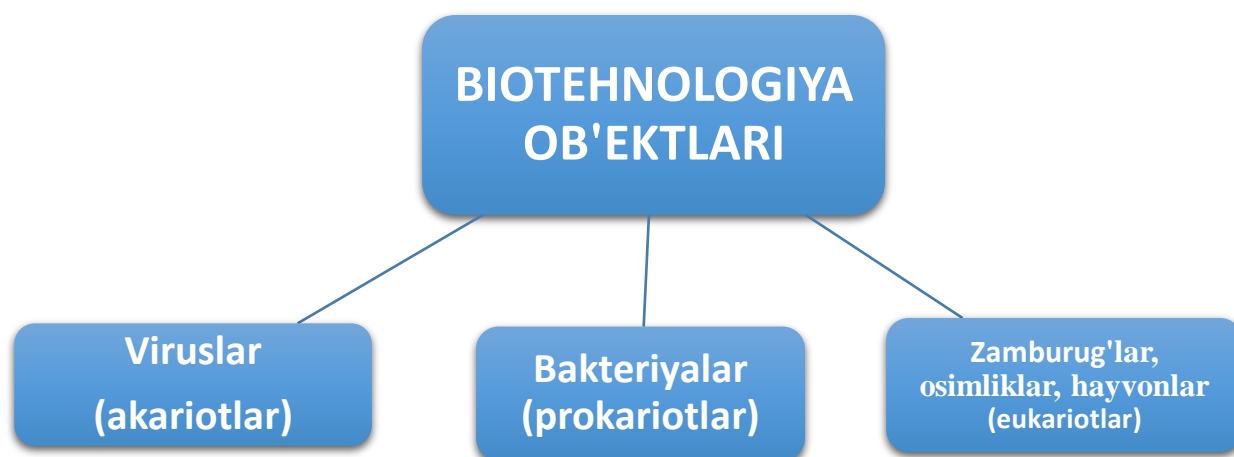 BIOTEHNOLOGIYA
OB'EKTLARI
Viruslar
(akariotlar)
Bakteriyalar
(prokariotlar)
Zamburug'lar,
osimliklar, hayvonlar
(eukariotlar)